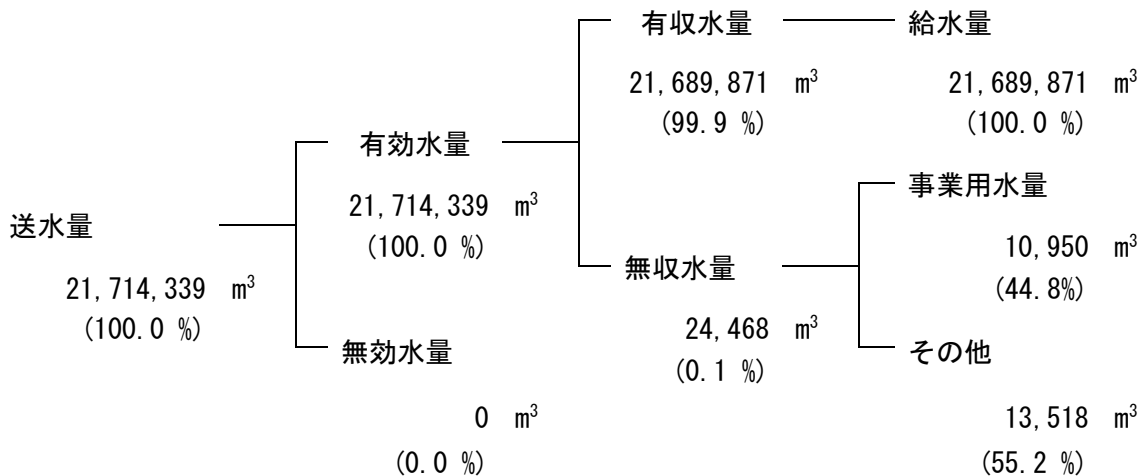 有収水量 給水量
21,689,871 m³ 21,689,871 m³
(99.9 %) (100.0 %)
有効水量
事業用水量
21,714,339 m³
送水量
(100.0 %) 10,950 m³
無収水量
21,714,339 m³ (44.8%)
(100.0 %) 24,468 m³
無効水量 その他
(0.1 %)
0 m³ 13,518 m³
(0.0 %) (55.2 %)